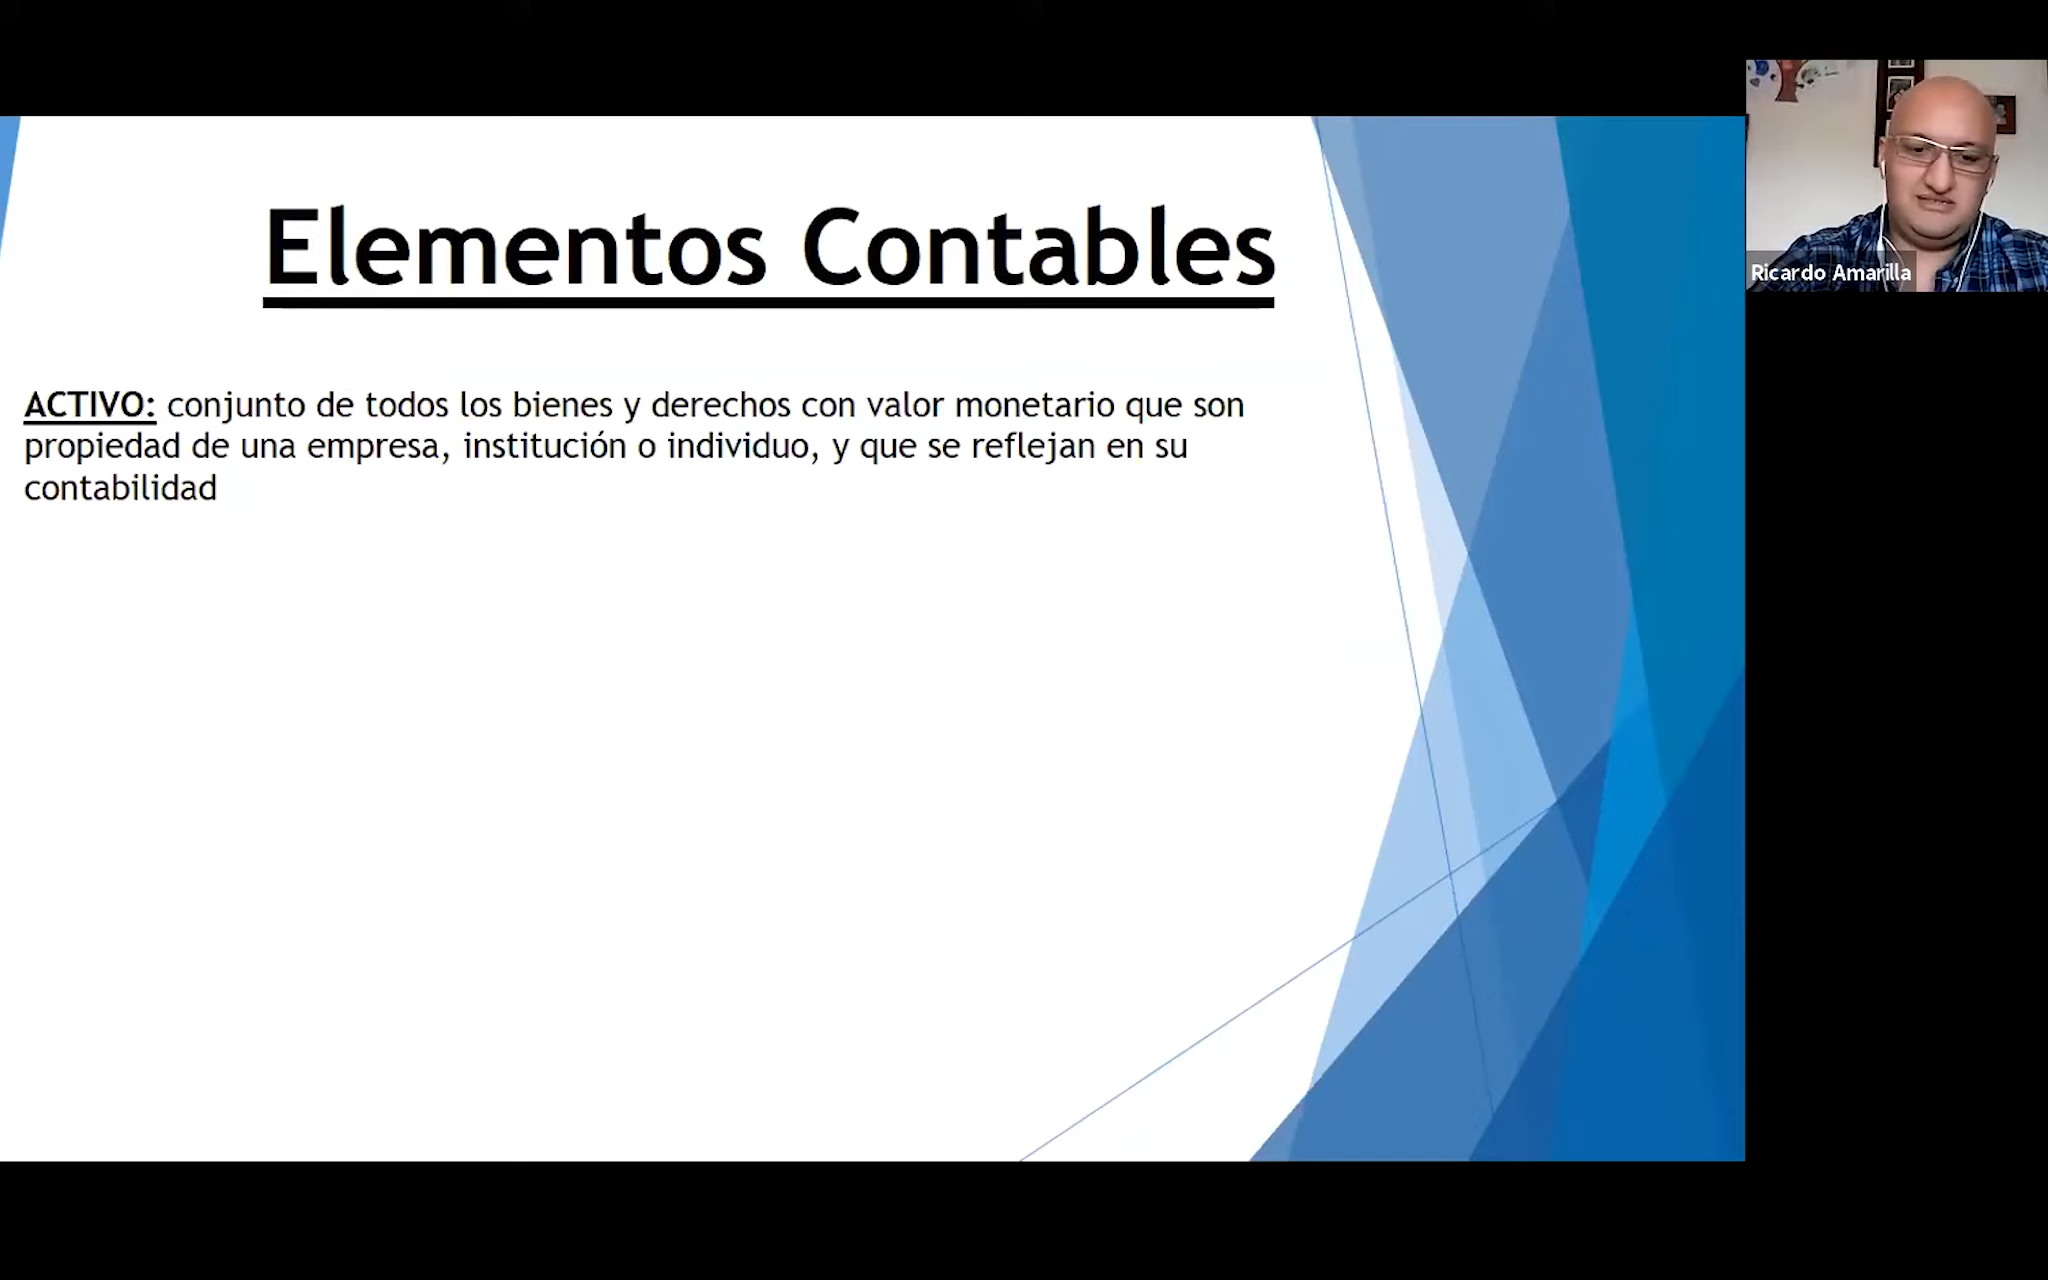 Elementos Contables
ACTIVO: conjunto de todos los bienes y derechos con valor monetario que son
propiedad de una empresa, institución o individuo, y que se reflejan en su
contabilidad
Ricardo Amarilla